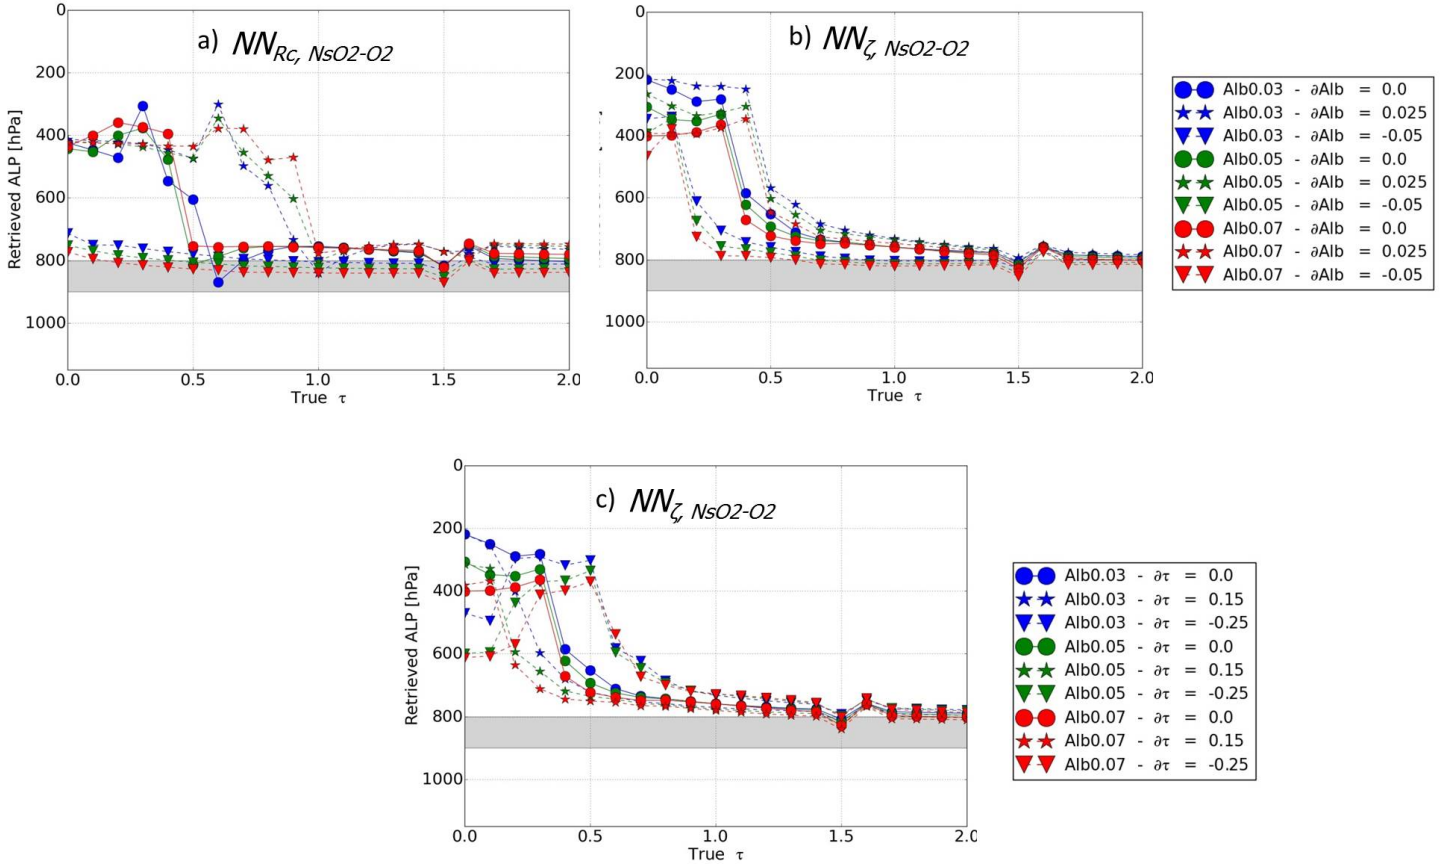 a) NN Rc, NsO2-O2
Retrieved ALP [hPa]
0
200
400
600
800
1000
0.0
0.5
1.0
1.5
2.0
True τ
b) NN ζ, NsO2-O2
0
200
400
600
800
1000
0.0
0.5
1.0
1.5
2.0
True τ
Alb0.03 - ∂Alb = 0.0
Alb0.03 - ∂Alb = 0.025
Alb0.03 - ∂Alb = -0.05
Alb0.05 - ∂Alb = 0.0
Alb0.05 - ∂Alb = 0.025
Alb0.05 - ∂Alb = -0.05
Alb0.07 - ∂Alb = 0.0
Alb0.07 - ∂Alb = 0.025
Alb0.07 - ∂Alb = -0.05
c) NN ζ, NsO2-O2
Retrieved ALP [hPa]
0
200
400
600
800
1000
0.0
0.5
1.0
1.5
2.0
True τ
Alb0.03 - ∂τ = 0.0
Alb0.03 - ∂τ = 0.15
Alb0.03 - ∂τ = -0.25
Alb0.05 - ∂τ = 0.0
Alb0.05 - ∂τ = 0.15
Alb0.05 - ∂τ = -0.25
Alb0.07 - ∂τ = 0.0
Alb0.07 - ∂τ = 0.15
Alb0.07 - ∂τ = -0.25